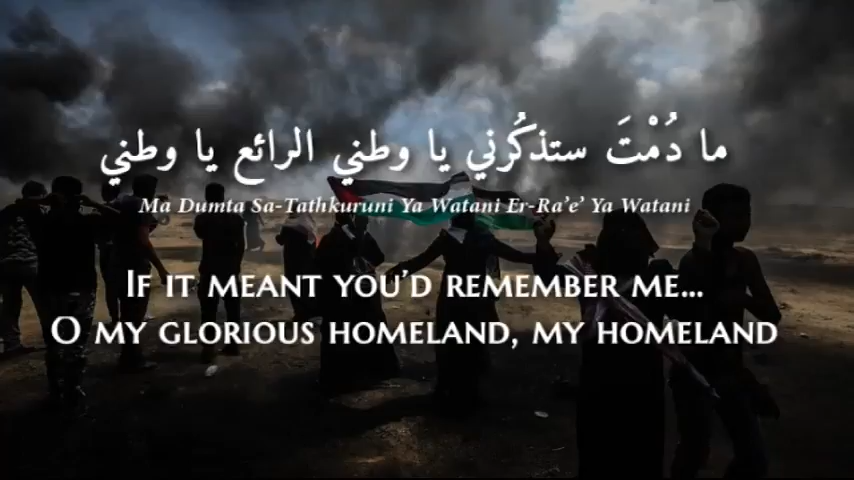 ما دُمْتَ ستذكُرني يا وطني الرائع يا وطني
Ma Dumta Sa-Tathkuruni Ya Watani Er-Ra'e' Ya Watani
If it meant you'd remember me...
O my glorious homeland, my homeland